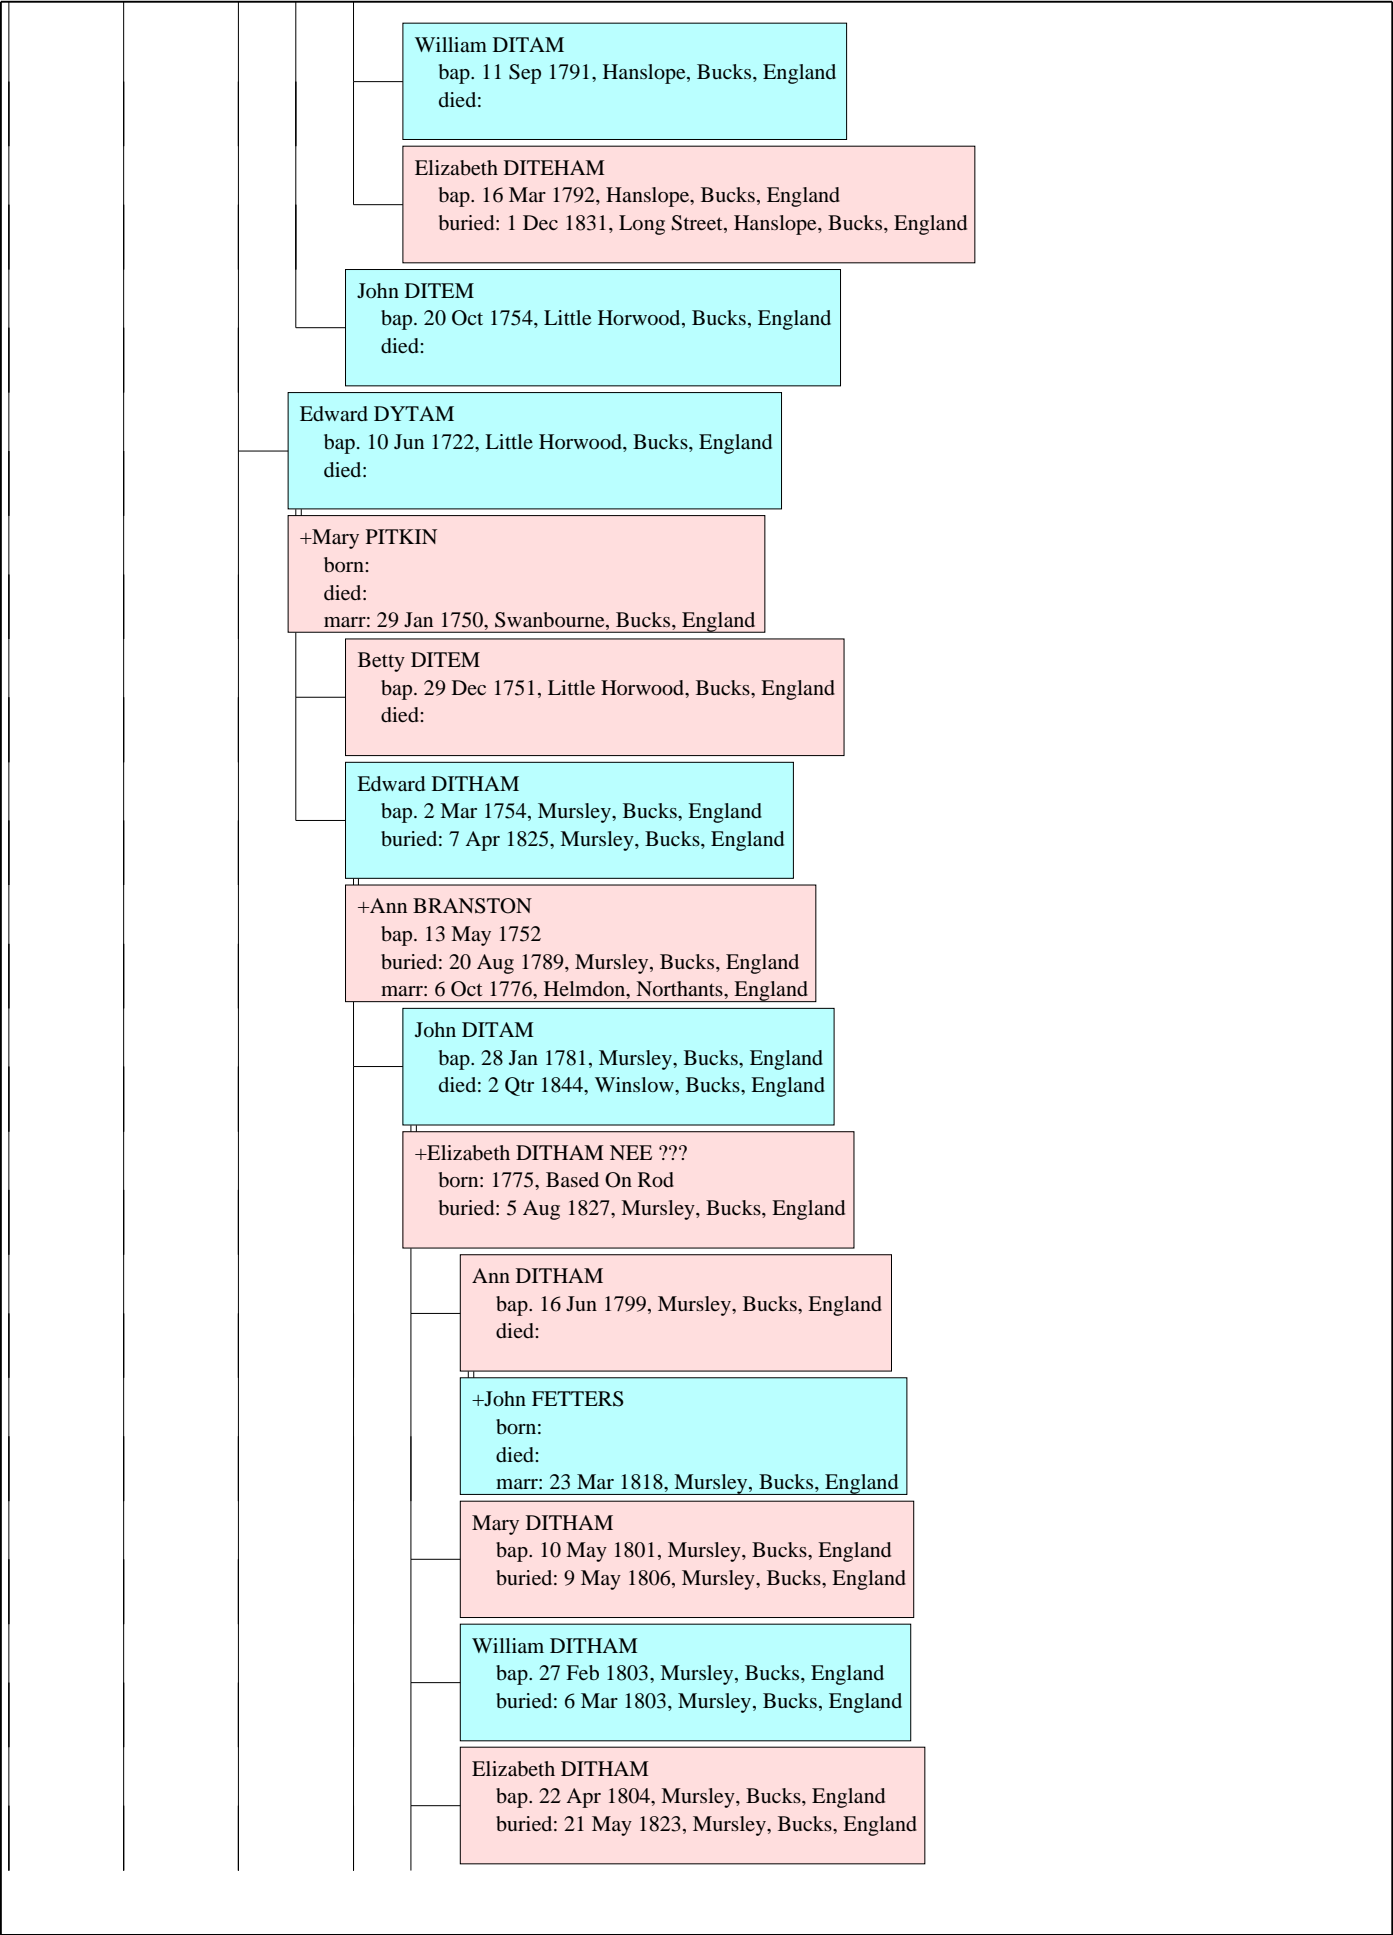 William DITAM
bap. 11 Sep 1791, Hanslope, Bucks, England
died:
Elizabeth DITEHAM
bap. 16 Mar 1792, Hanslope, Bucks, England
buried: 1 Dec 1831, Long Street, Hanslope, Bucks, England
John DITEM
bap. 20 Oct 1754, Little Horwood, Bucks, England
died:
Edward DYTAM
bap. 10 Jun 1722, Little Horwood, Bucks, England
died:
+Mary PITKIN
born:
died:
marr: 29 Jan 1750, Swanbourne, Bucks, England
Betty DITEM
bap. 29 Dec 1751, Little Horwood, Bucks, England
died:
Edward DITHAM
bap. 2 Mar 1754, Mursley, Bucks, England
buried: 7 Apr 1825, Mursley, Bucks, England
+Ann BRANSTON
bap. 13 May 1752
buried: 20 Aug 1789, Mursley, Bucks, England
marr: 6 Oct 1776, Helmdon, Northants, England
John DITAM
bap. 28 Jan 1781, Mursley, Bucks, England
died: 2 Qtr 1844, Winslow, Bucks, England
+Elizabeth DITHAM NEE ???
born: 1775, Based On Rod
buried: 5 Aug 1827, Mursley, Bucks, England
Ann DITHAM
bap. 16 Jun 1799, Mursley, Bucks, England
died:
+John FETTERS
born:
died:
marr: 23 Mar 1818, Mursley, Bucks, England
Mary DITHAM
bap. 10 May 1801, Mursley, Bucks, England
buried: 9 May 1806, Mursley, Bucks, England
William DITHAM
bap. 27 Feb 1803, Mursley, Bucks, England
buried: 6 Mar 1803, Mursley, Bucks, England
Elizabeth DITHAM
bap. 22 Apr 1804, Mursley, Bucks, England
buried: 21 May 1823, Mursley, Bucks, England